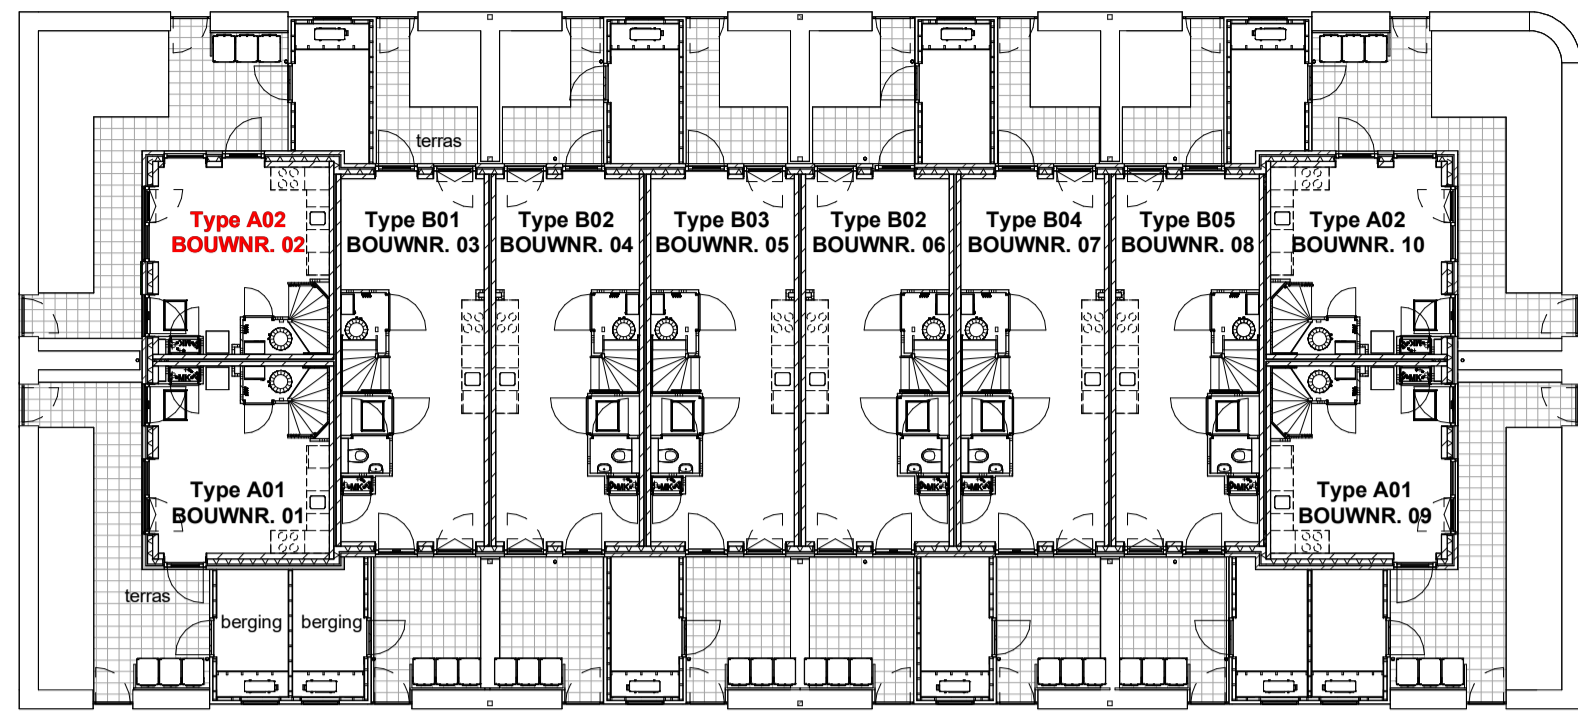 terras
Type A02
BOUWNR. 02
Type B01
BOUWNR. 03
Type B02
BOUWNR. 04
Type B03
BOUWNR. 05
Type B02
BOUWNR. 06
Type B04
BOUWNR. 07
Type B05
BOUWNR. 08
Type A02
BOUWNR. 10
Type A01
BOUWNR. 01
Type A01
BOUWNR. 09
terras
berging
berging